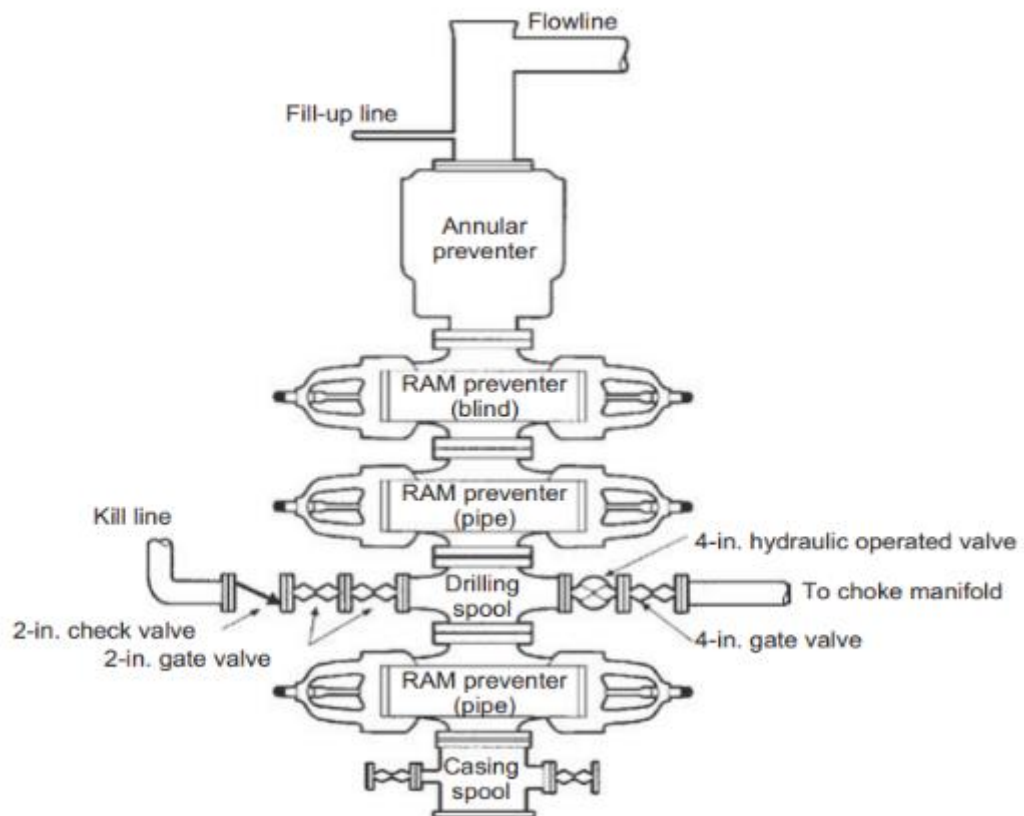 Flowline
Fill-up line
Annular
preventer
RAM preventer
(blind)
RAM preventer
(pipe)
Kill line
4-in. hydraulic operated valve
Drilling
spool
To choke manifold
2-in. check valve
4-in. gate valve
2-in. gate valve
RAM preventer
(pipe)
Casing
spool